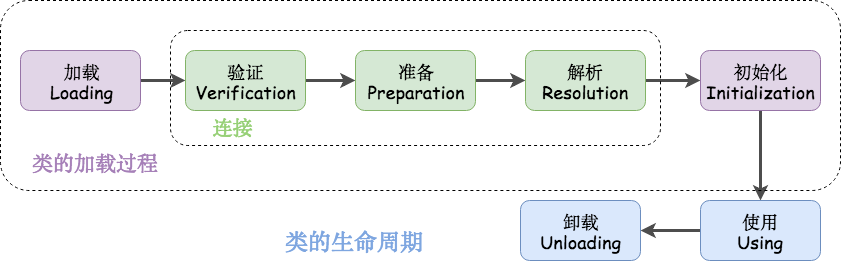 加载
Loading
验证
Verification
准备
Preparation
解析
Resolution
初始化
Initialization
连接
类的加载过程
卸载
Unloading
使用
Using
类的生命周期